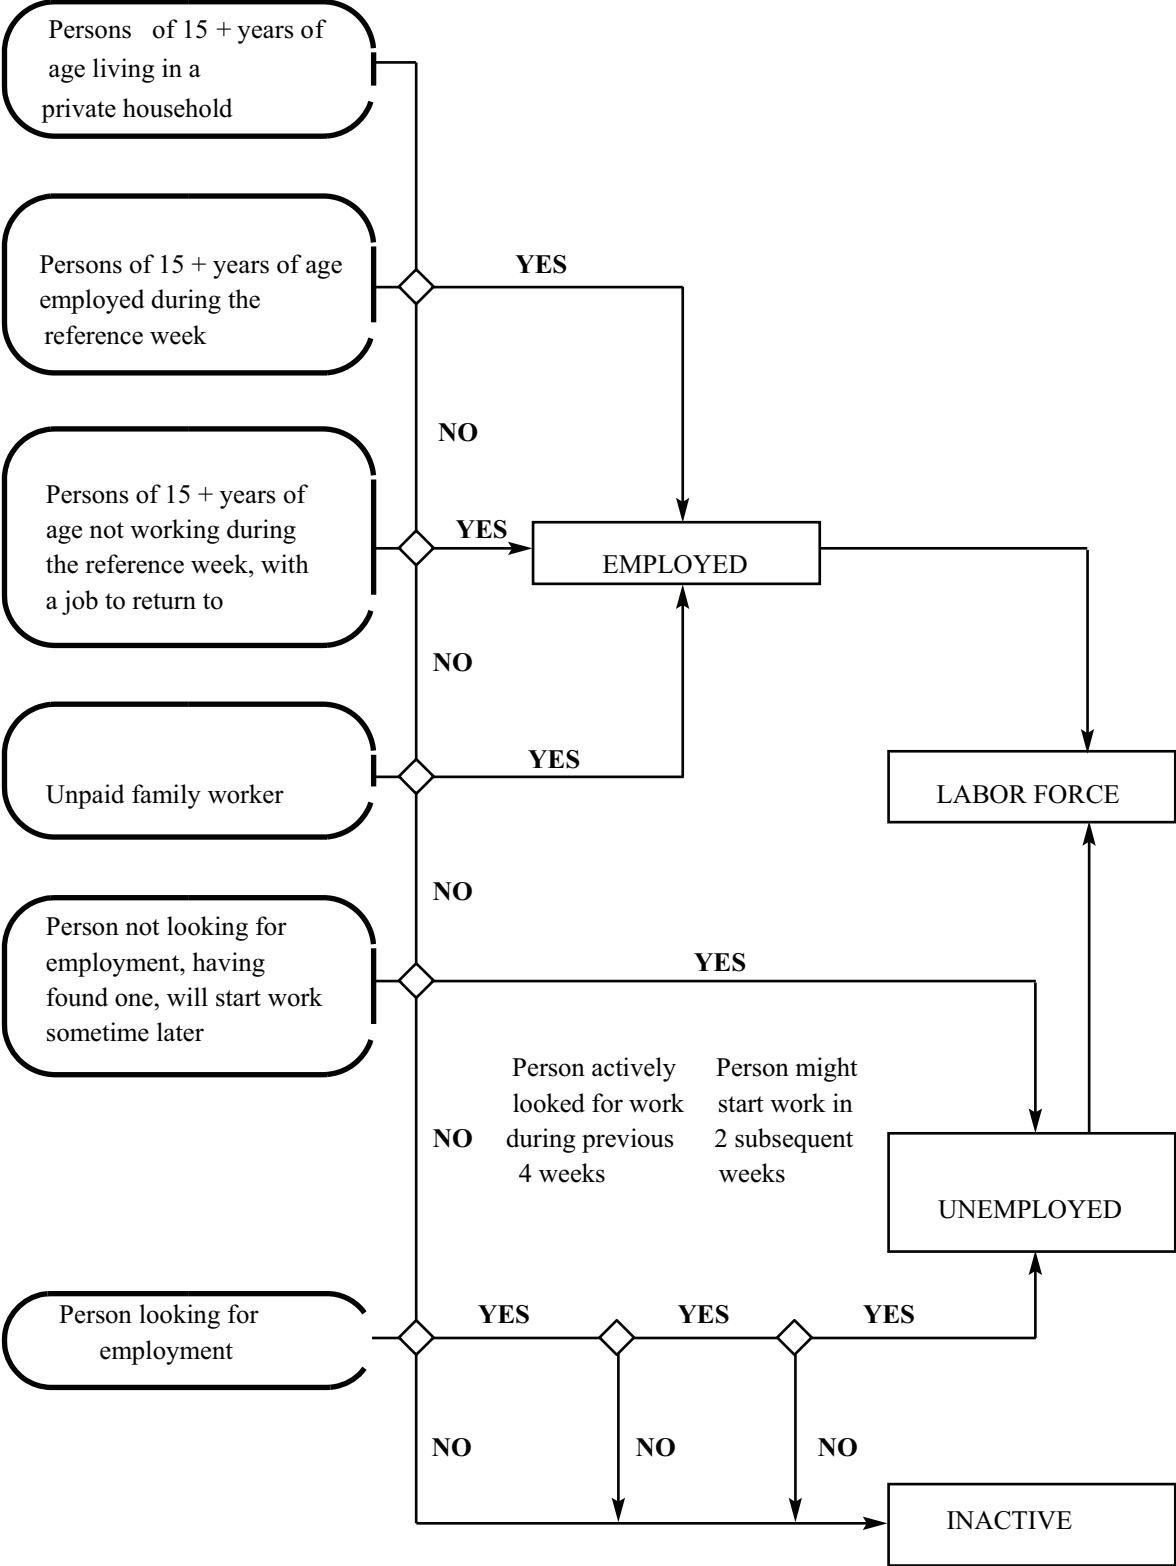 Persons of 15 + years of
age living in a
private household
Persons of 15 + years of age
employed during the
reference week
YES
NO
Persons of 15 + years of
age not working during
the reference week, with
a job to return to
YES
EMPLOYED
NO
Unpaid family worker
YES
LABOR FORCE
NO
Person not looking for
employment, having
found one, will start work
sometime later
YES
NO
Person actively
looked for work
during previous
4 weeks
Person might
start work in
2 subsequent
weeks
UNEMPLOYED
Person looking for
employment
YES
YES
YES
NO
NO
NO
INACTIVE